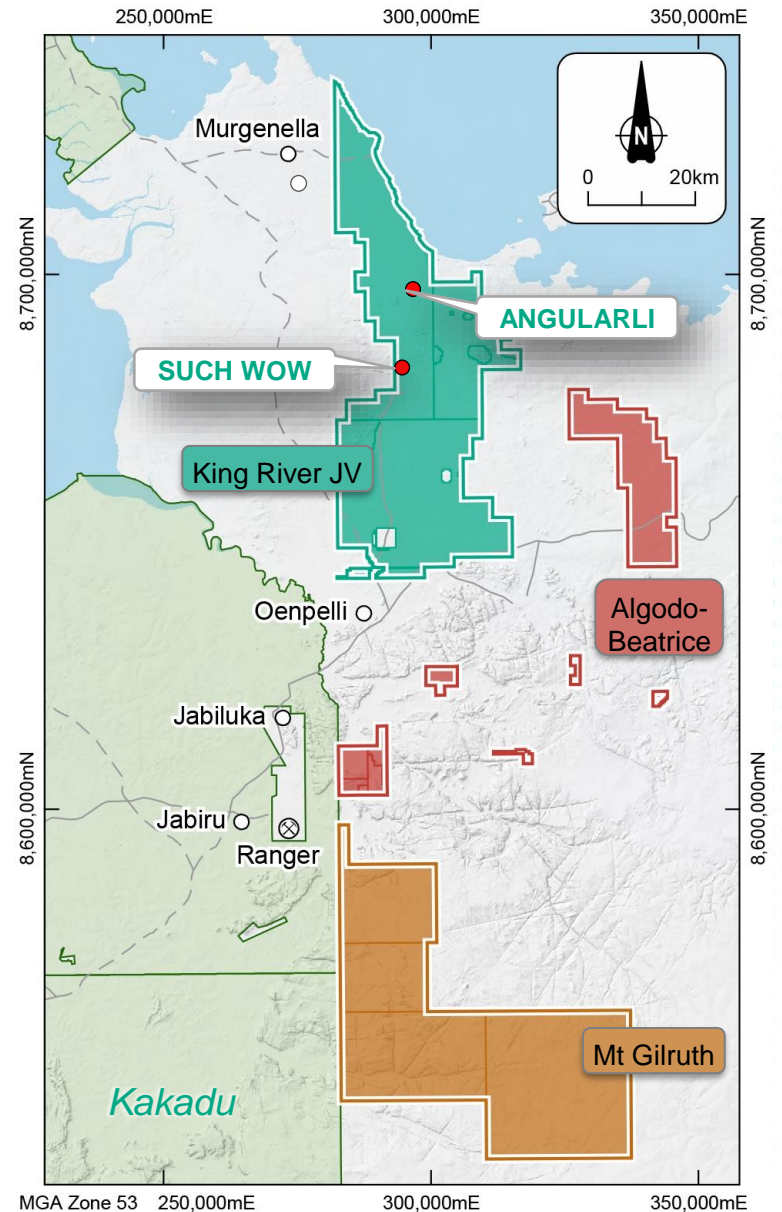 250,000mE
300,000mE
350,000mE
Murgenella
N
0
20km
8,700,000mN
8,700,000mN
ANGULARLI
SUCH WOW
King River JV
Algodo-
Beatrice
Oenpelli
Jabiluka
8,600,000mN
8,600,000mN
Jabiru
Ranger
Mt Gilruth
Kakadu
MGA Zone 53
250,000mE
300,000mE
350,000mE